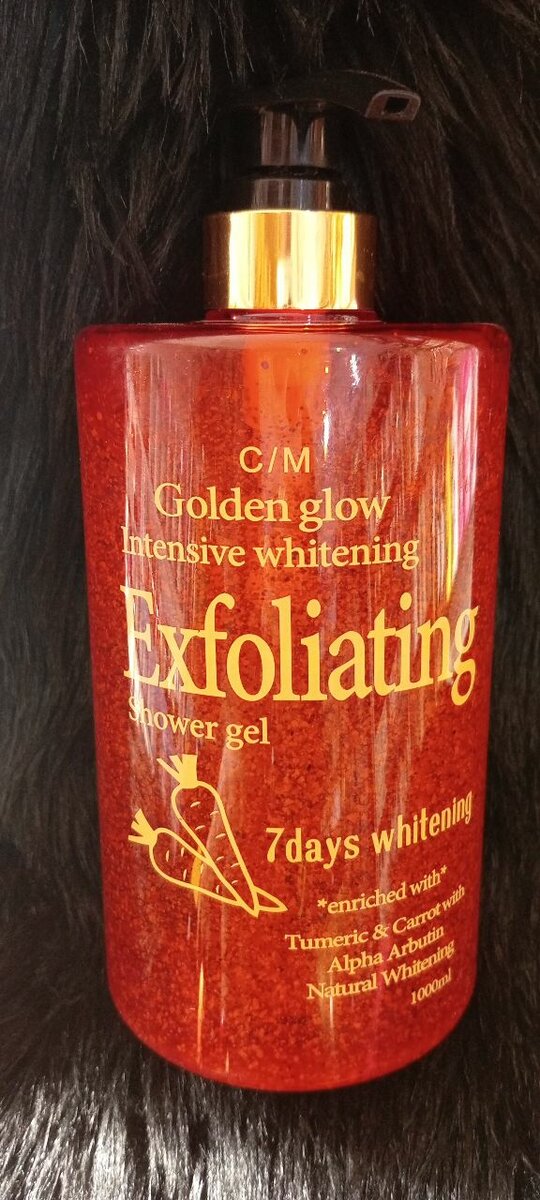 C/M
Golden glow
Intensive whitening
Exfoliating
Shower gel
7days whitening
*enriched with*
Tumeric & Carrot with
Alpha Arbutin
Natural Whitening
1000ml